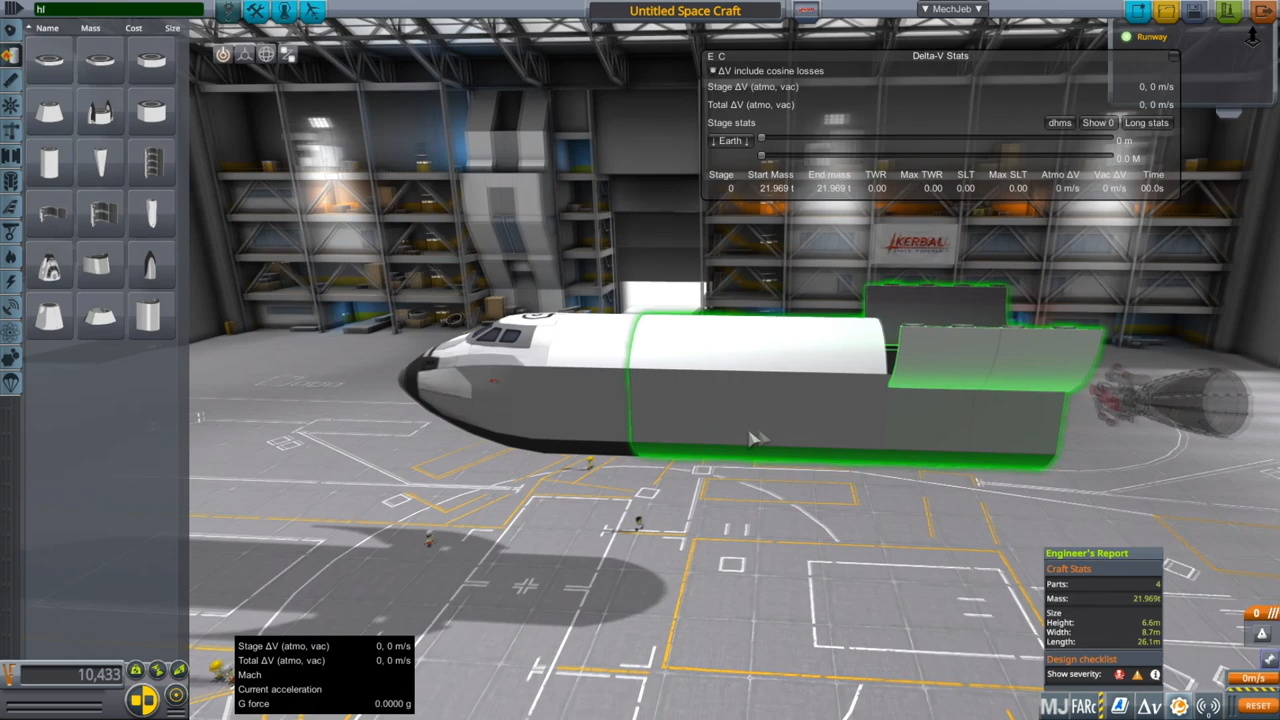 hl
Untitled Space Craft
▼ MechJeb ▼
Name Mass Cost Size
Runway
E C Delta-V Stats
ΔV include cosine losses
Stage ΔV (atmo, vac) 0, 0 m/s
Total ΔV (atmo, vac) 0, 0 m/s
Stage stats dhms Show 0 Long stats
↓ Earth ↓ 0 m
0.0 M
Stage Start Mass End mass TWR Max TWR SLT Max SLT Atmo ΔV Vac ΔV Time
0 21.969 t 21.969 t 0.00 0.00 0.00 0.00 0 m/s 0 m/s 00.0s
KERBAL
Engineer's Report
Craft Stats
Parts: 4
Mass: 21.969t
Size
Height: 6.6m
Width: 8.7m
Length: 26.1m
Design checklist
Show severity:
0
Stage ΔV (atmo, vac) 0, 0 m/s
Total ΔV (atmo, vac) 0, 0 m/s
Mach
Current acceleration
G force 0.0000 g
10,433
0m/s
MJ FARc Δv RESET